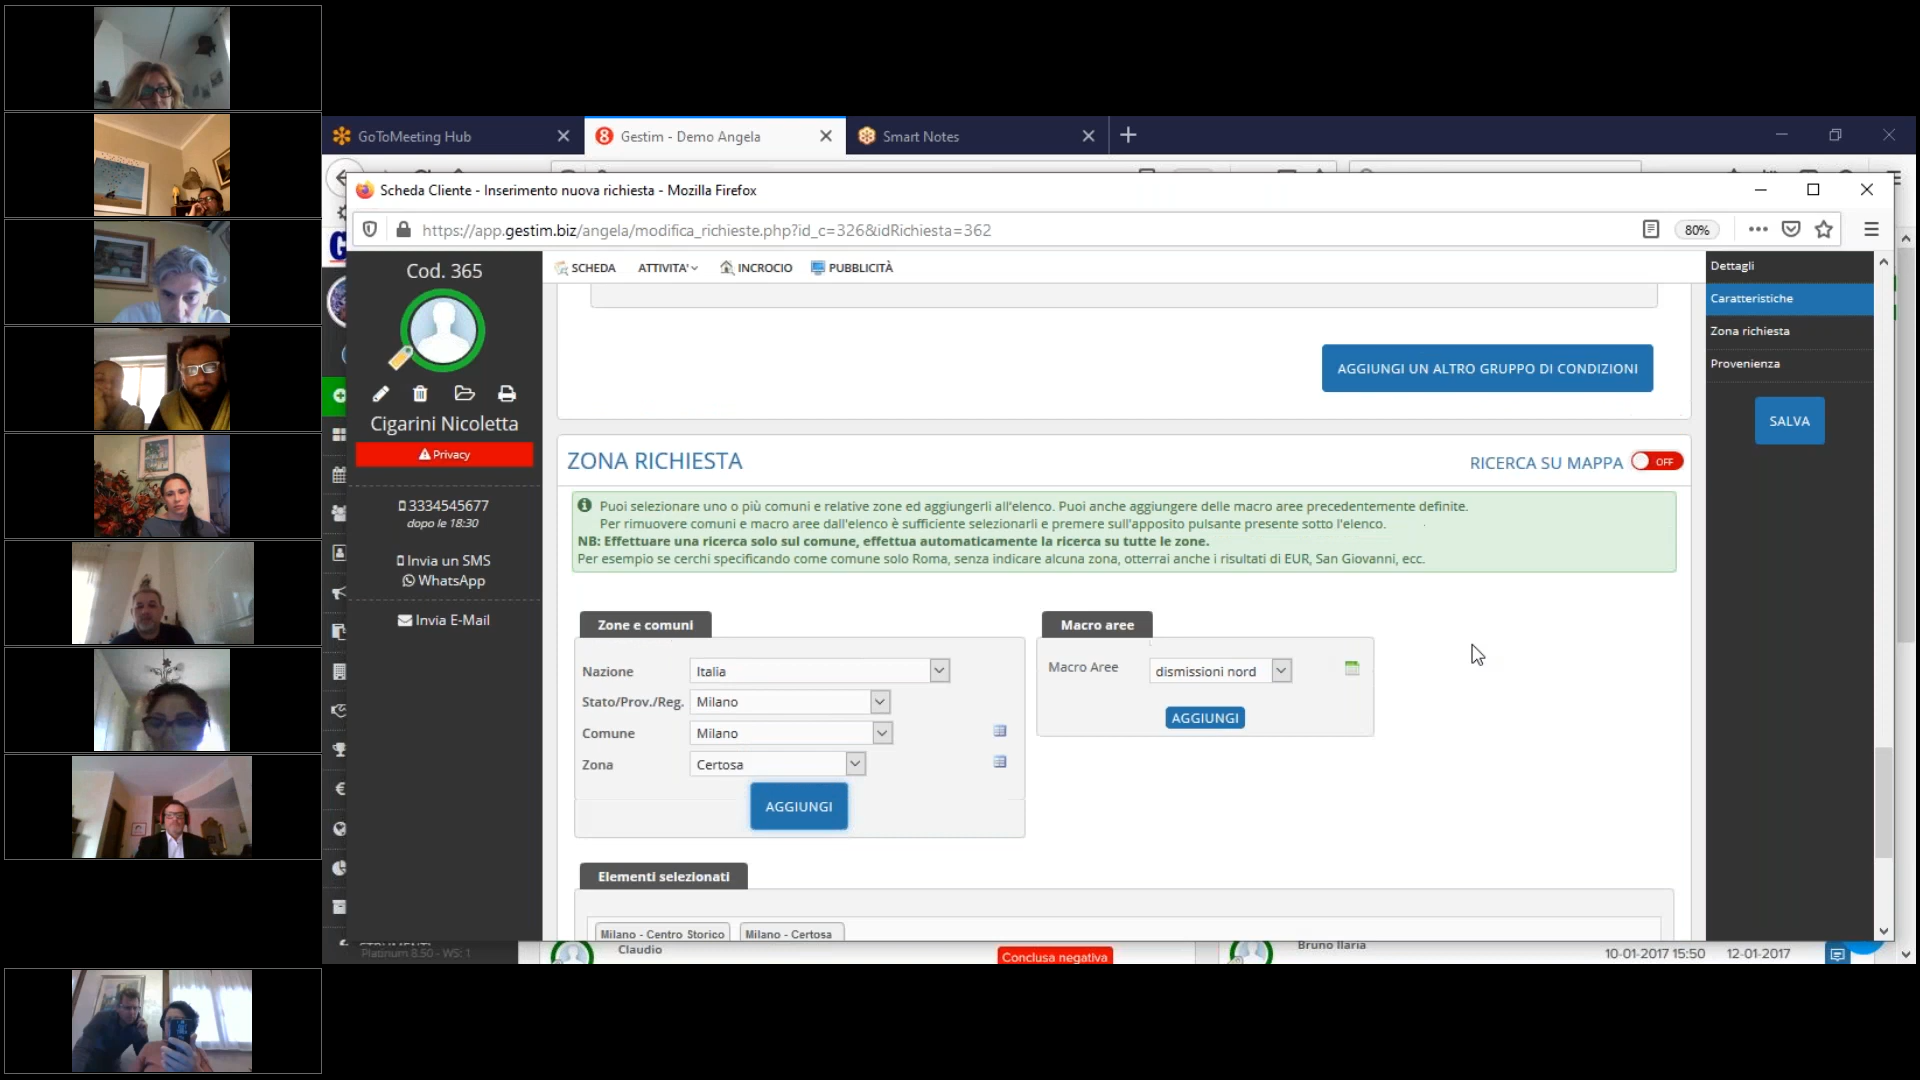 GoToMeeting Hub
Gestim - Demo Angela
Smart Notes
Scheda Cliente - Inserimento nuova richiesta - Mozilla Firefox
https://app.gestim.biz/angela/modifica_richieste.php?id_c=326&idRichiesta=362
80%
Cod. 365
Cigarini Nicoletta
Privacy
3334545677
dopo le 18:30
Invia un SMS
WhatsApp
Invia E-Mail
SCHEDA
ATTIVITA'
INCROCIO
PUBBLICITÀ
AGGIUNGI UN ALTRO GRUPPO DI CONDIZIONI
ZONA RICHIESTA
RICERCA SU MAPPA
OFF
Puoi selezionare uno o più comuni e relative zone ed aggiungerli all'elenco. Puoi anche aggiungere delle macro aree precedentemente definite.
Per rimuovere comuni e macro aree dall'elenco è sufficiente selezionarli e premere sull'apposito pulsante presente sotto l'elenco.
NB: Effettuare una ricerca solo sul comune, effettua automaticamente la ricerca su tutte le zone.
Per esempio se cerchi specificando come comune solo Roma, senza indicare alcuna zona, otterrai anche i risultati di EUR, San Giovanni, ecc.
Zone e comuni
Nazione Italia
Stato/Prov./Reg. Milano
Comune Milano
Zona Certosa
AGGIUNGI
Macro aree
Macro Aree dismissioni nord
AGGIUNGI
Elementi selezionati
Milano - Centro Storico
Milano - Certosa
Dettagli
Caratteristiche
Zona richiesta
Provenienza
SALVA
Platinum 8.50 - WS: 1
Claudio
Conclusa negativa
Bruno Ilaria
10-01-2017 15:50
12-01-2017